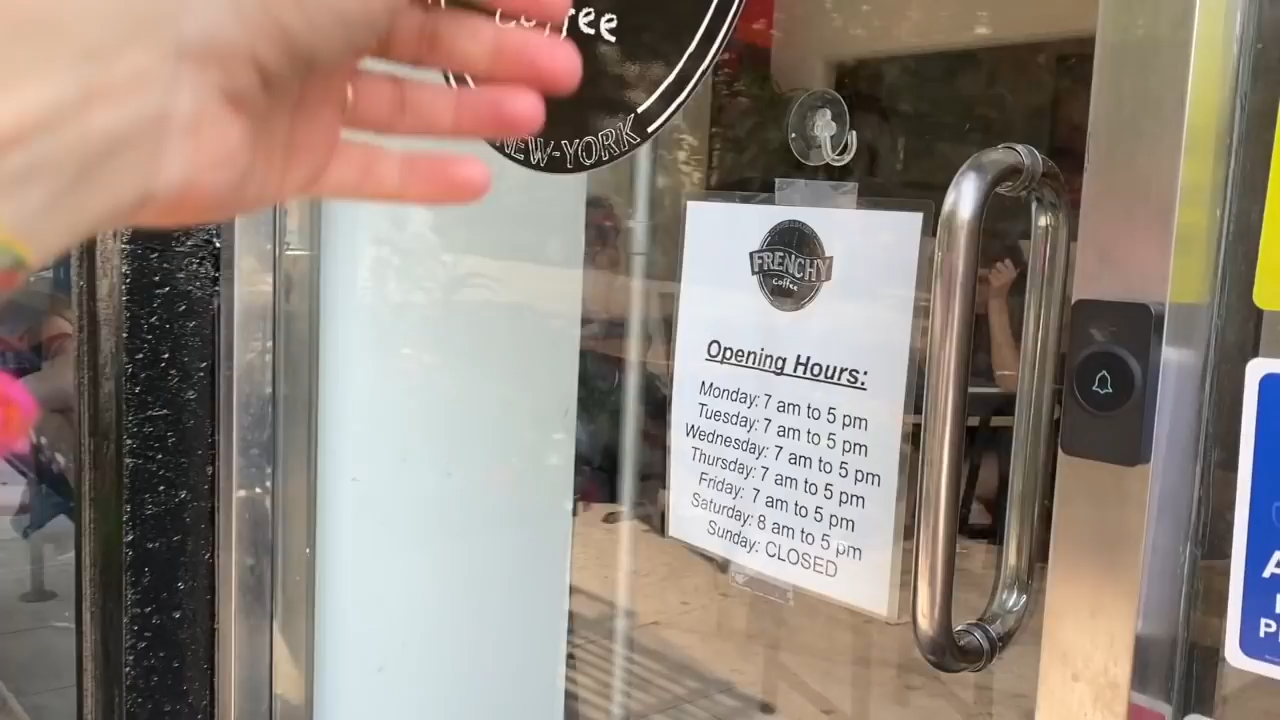 Coffee
NEW-YORK
FRENCHY
Coffee
Opening Hours:
Monday: 7 am to 5 pm
Tuesday: 7 am to 5 pm
Wednesday: 7 am to 5 pm
Thursday: 7 am to 5 pm
Friday: 7 am to 5 pm
Saturday: 8 am to 5 pm
Sunday: CLOSED